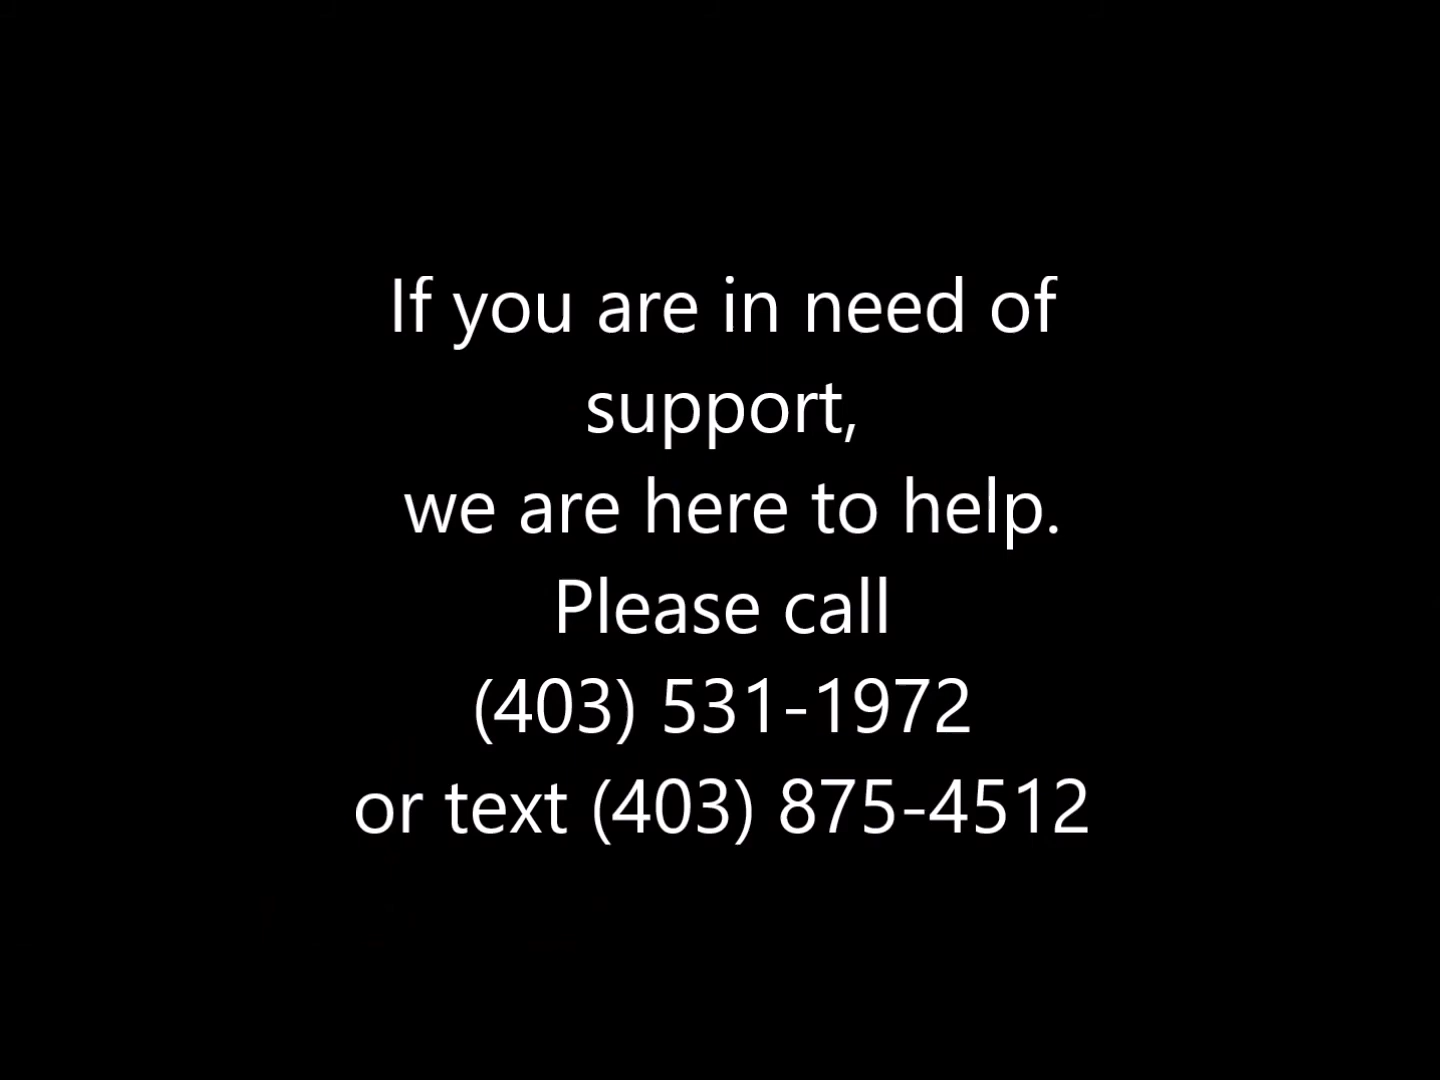 If you are in need of
support,
we are here to help.
Please call
(403) 531-1972
or text (403) 875-4512